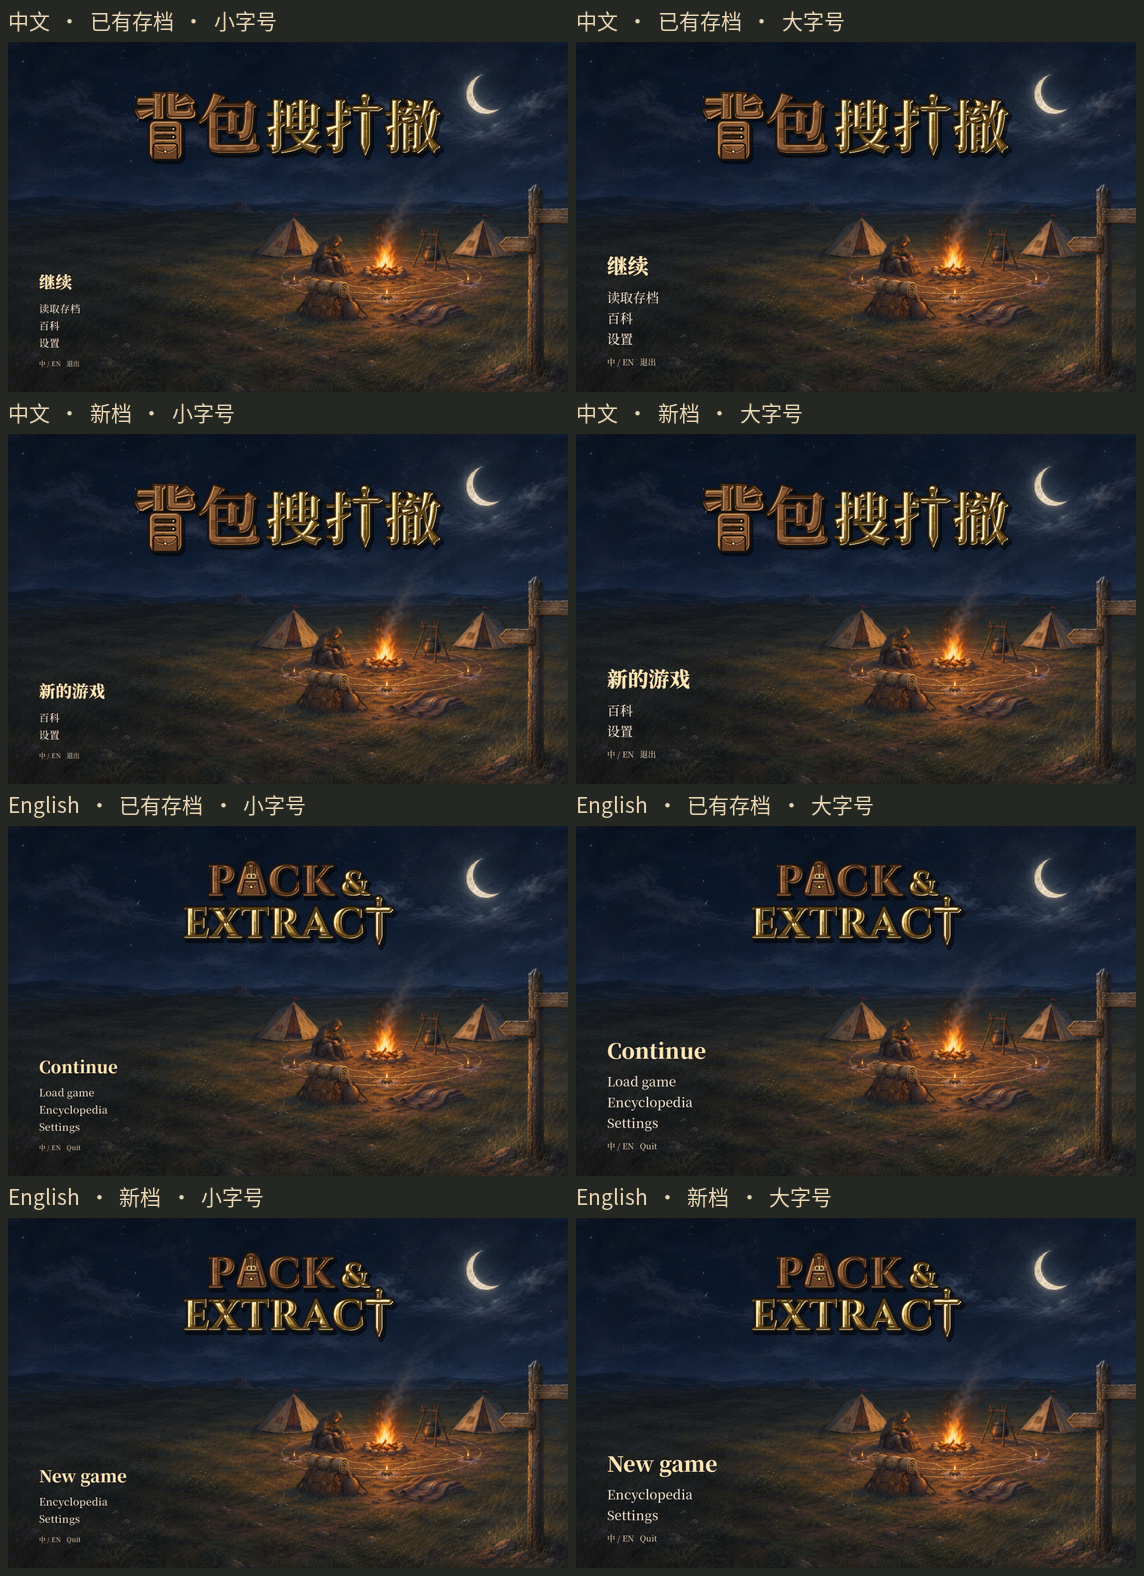 中文 · 已有存档 · 小字号
背包搜打撤
继续
读取存档
百科
设置
中 / EN 退出
中文 · 已有存档 · 大字号
背包搜打撤
继续
读取存档
百科
设置
中 / EN 退出
中文 · 新档 · 小字号
背包搜打撤
新的游戏
百科
设置
中 / EN 退出
中文 · 新档 · 大字号
背包搜打撤
新的游戏
百科
设置
中 / EN 退出
English · 已有存档 · 小字号
PACK &
EXTRACT
Continue
Load game
Encyclopedia
Settings
中 / EN Quit
English · 已有存档 · 大字号
PACK &
EXTRACT
Continue
Load game
Encyclopedia
Settings
中 / EN Quit
English · 新档 · 小字号
PACK &
EXTRACT
New game
Encyclopedia
Settings
中 / EN Quit
English · 新档 · 大字号
PACK &
EXTRACT
New game
Encyclopedia
Settings
中 / EN Quit